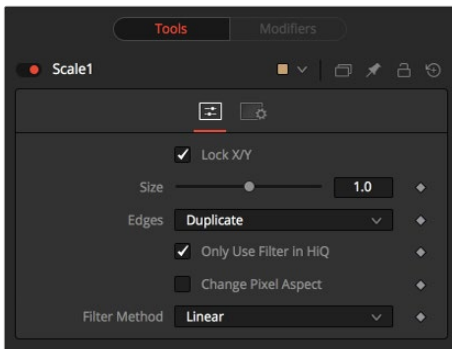 Tools Modifiers
Scale1
Lock X/Y
Size 1.0
Edges Duplicate
Only Use Filter in HiQ
Change Pixel Aspect
Filter Method Linear